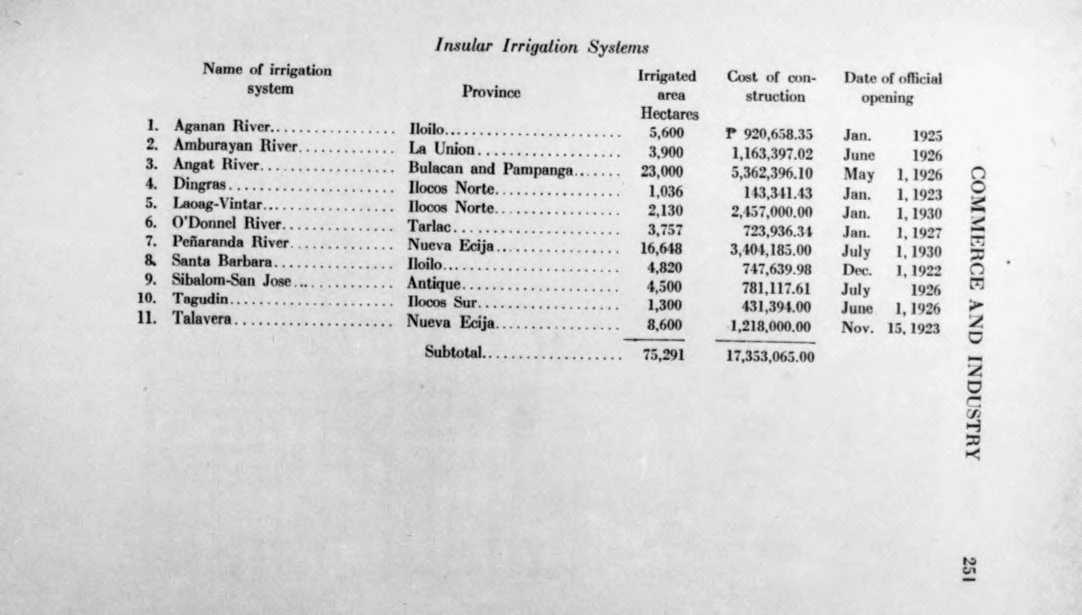 Insular Irrigation Systems
Name of irrigation system Province Irrigated area Hectares Cost of con- struction Date of official opening
1. Aganan River................ Iloilo........................ 5,600 ₱ 920,658.35 Jan. 1925
2. Amburayan River............. La Union.................... 3,900 1,163,397.02 June 1926
3. Angat River.................. Bulacan and Pampanga....... 23,000 5,362,396.10 May 1, 1926
4. Dingras...................... Ilocos Norte................. 1,036 143,341.43 Jan. 1, 1923
5. Laoag-Vintar................. Ilocos Norte................. 2,130 2,457,000.00 Jan. 1, 1930
6. O'Donnel River............... Tarlac....................... 3,757 723,936.34 Jan. 1, 1927
7. Peñaranda River.............. Nueva Ecija................. 16,648 3,404,185.00 July 1, 1930
8. Santa Barbara................ Iloilo........................ 4,820 747,639.98 Dec. 1, 1922
9. Sibalom-San Jose............. Antique...................... 4,500 781,117.61 July 1926
10. Tagudin..................... Ilocos Sur................... 1,300 431,394.00 June 1, 1926
11. Talavera.................... Nueva Ecija................. 8,600 1,218,000.00 Nov. 15, 1923
Subtotal................... 75,291 17,353,065.00
COMMERCE AND INDUSTRY
251